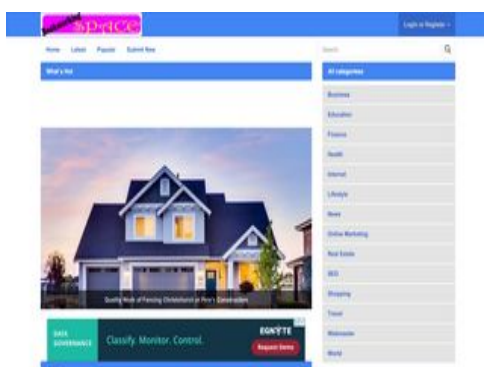 SPACE
Login or Register
Home Latest Popular Submit New
Search
What's Hot
All categories
Business
Education
Finance
Health
Internet
Lifestyle
News
Online Marketing
Real Estate
SEO
Shopping
Travel
Webmaster
World
Quality Work of Fencing Christchurch at Pete's Construction
DATA
GOVERNANCE
Classify. Monitor. Control.
EGNYTE
Request Demo